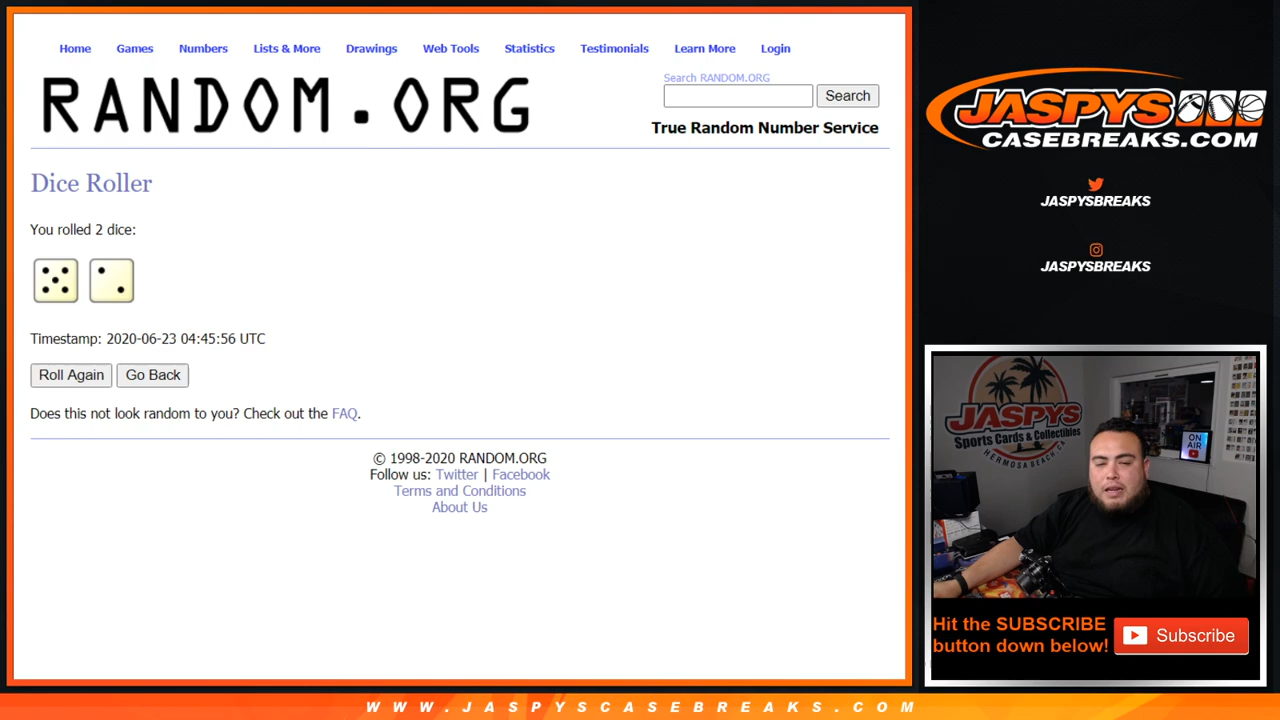 Home Games Numbers Lists & More Drawings Web Tools Statistics Testimonials Learn More Login
RANDOM.ORG
Search RANDOM.ORG
Search
True Random Number Service
Dice Roller
You rolled 2 dice:
Timestamp: 2020-06-23 04:45:56 UTC
Roll Again Go Back
Does this not look random to you? Check out the FAQ.
© 1998-2020 RANDOM.ORG
Follow us: Twitter | Facebook
Terms and Conditions
About Us
JASPYS
CASEBREAKS.COM
JASPYSBREAKS
JASPYSBREAKS
JASPYS
Sports Cards & Collectibles
HERMOSA BEACH
ON
AIR
Hit the SUBSCRIBE
button down below!
Subscribe
WWW.JASPYSCASEBREAKS.COM